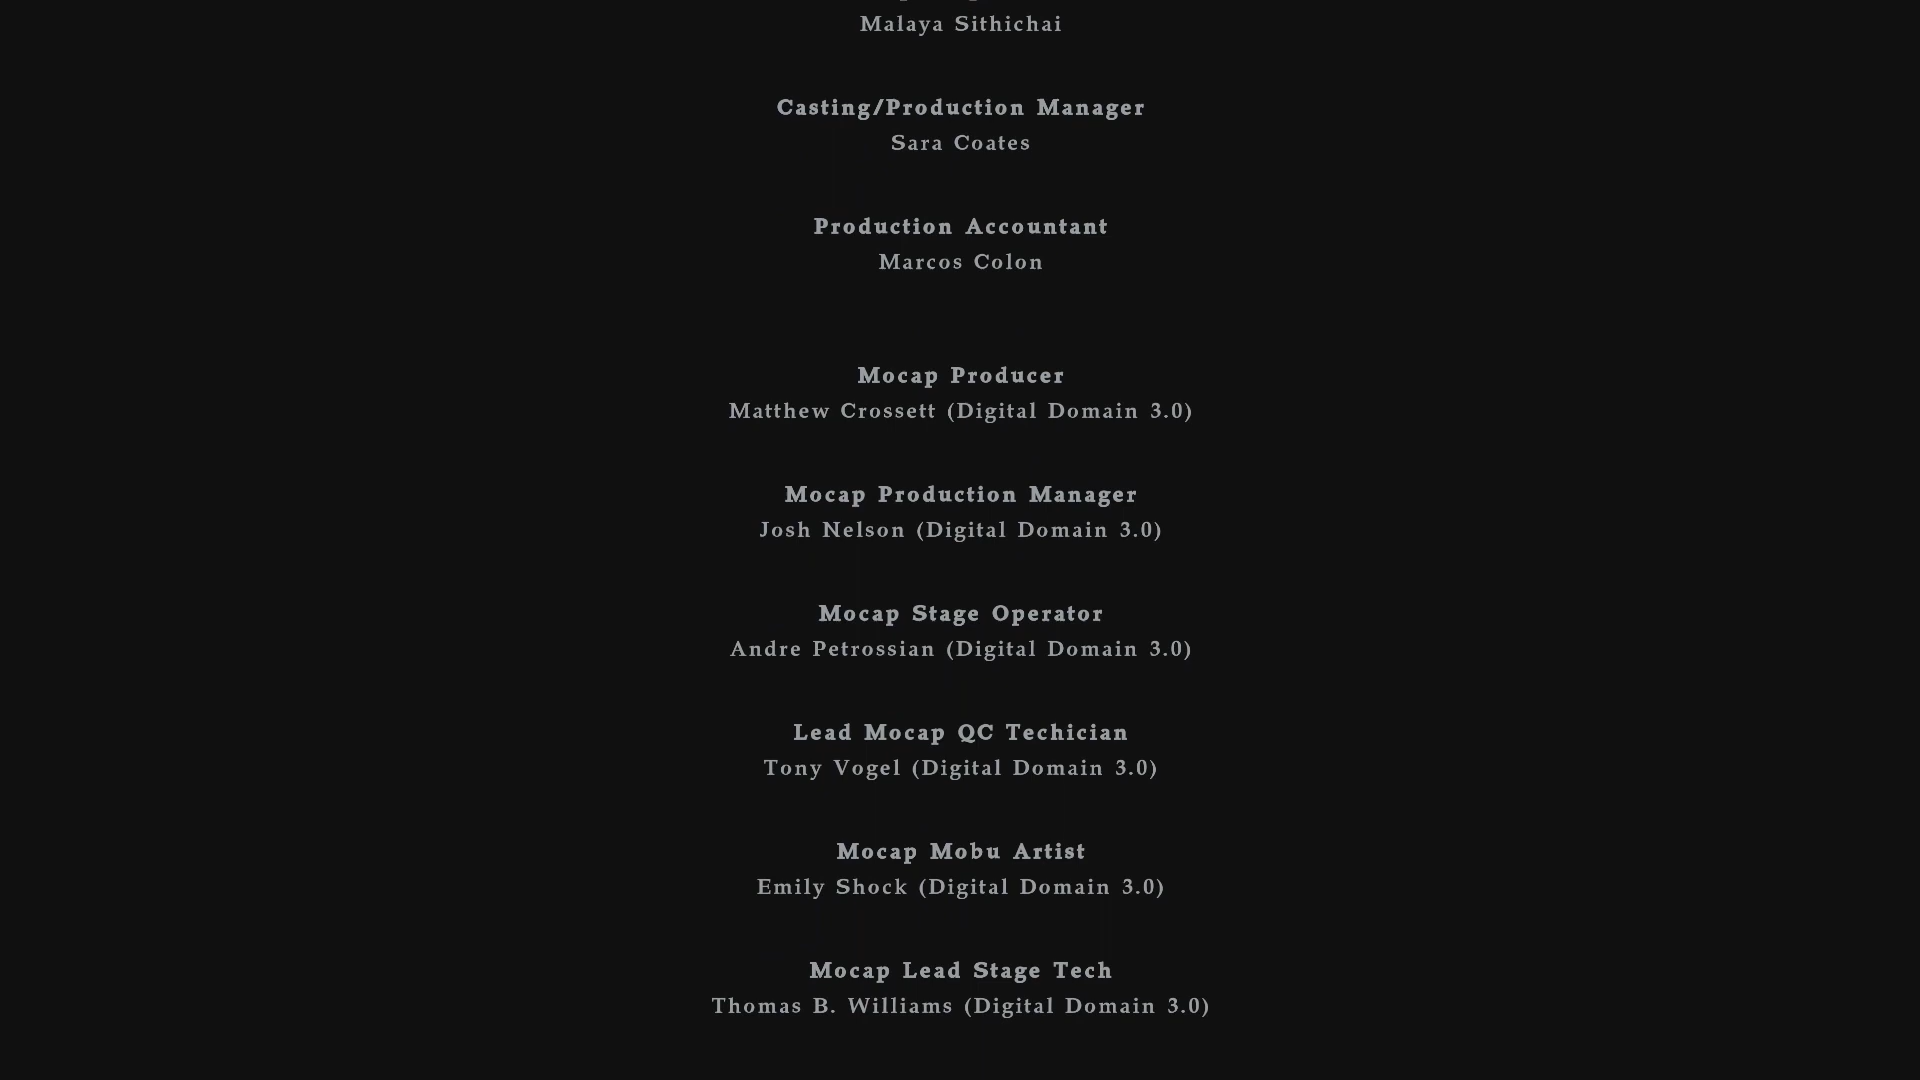 Malaya Sithichai
Casting/Production Manager
Sara Coates
Production Accountant
Marcos Colon
Mocap Producer
Matthew Crossett (Digital Domain 3.0)
Mocap Production Manager
Josh Nelson (Digital Domain 3.0)
Mocap Stage Operator
Andre Petrossian (Digital Domain 3.0)
Lead Mocap QC Techician
Tony Vogel (Digital Domain 3.0)
Mocap Mobu Artist
Emily Shock (Digital Domain 3.0)
Mocap Lead Stage Tech
Thomas B. Williams (Digital Domain 3.0)